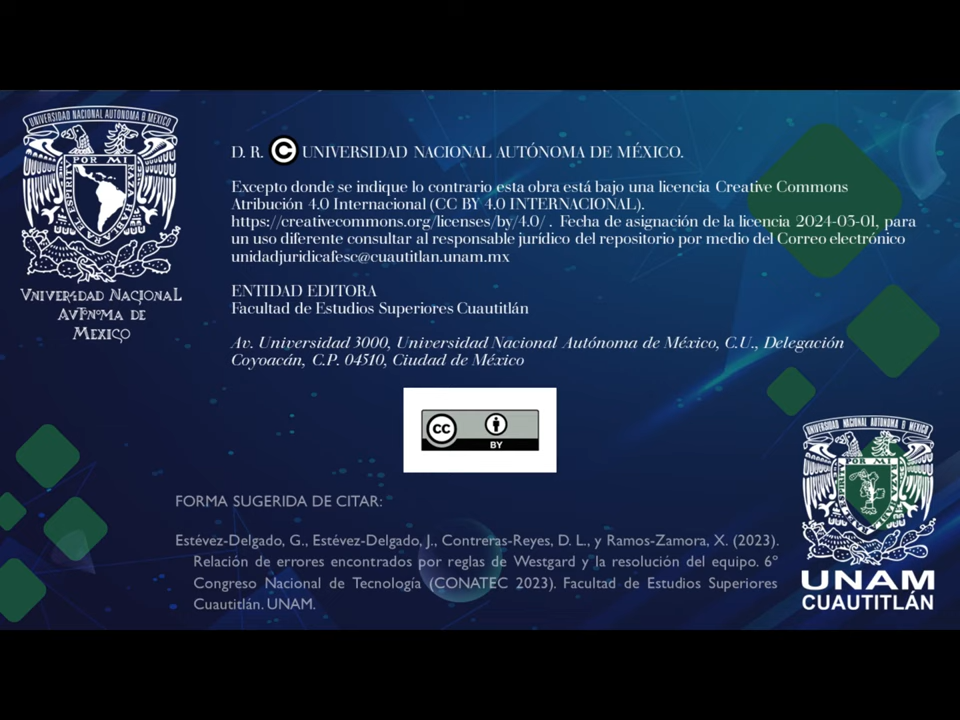 UNIVERSIDAD NACIONAL AUTONOMA Đ MEXICO
POR MI RAZA HABLARA EL ESPIRITU
VNIVERSDAD NACIONAL
AVTNOMA DE
MEXICO
D. R. © UNIVERSIDAD NACIONAL AUTÓNOMA DE MÉXICO.
Excepto donde se indique lo contrario esta obra está bajo una licencia Creative Commons
Atribución 4.0 Internacional (CC BY 4.0 INTERNACIONAL).
https://creativecommons.org/licenses/by/4.0/ . Fecha de asignación de la licencia 2024-03-01, para
un uso diferente consultar al responsable jurídico del repositorio por medio del Correo electrónico
unidadjuridicafesc@cuautitlan.unam.mx
ENTIDAD EDITORA
Facultad de Estudios Superiores Cuautitlán
Av. Universidad 3000, Universidad Nacional Autónoma de México, C.U., Delegación
Coyoacán, C.P. 04510, Ciudad de México
CC BY
FORMA SUGERIDA DE CITAR:
Estévez-Delgado, G., Estévez-Delgado, J., Contreras-Reyes, D. L., y Ramos-Zamora, X. (2023).
Relación de errores encontrados por reglas de Westgard y la resolución del equipo. 6º
Congreso Nacional de Tecnología (CONATEC 2023). Facultad de Estudios Superiores
Cuautitlán. UNAM.
UNIVERSIDAD NACIONAL AUTONOMA Đ MEXICO
POR MI
UNAM
CUAUTITLÁN